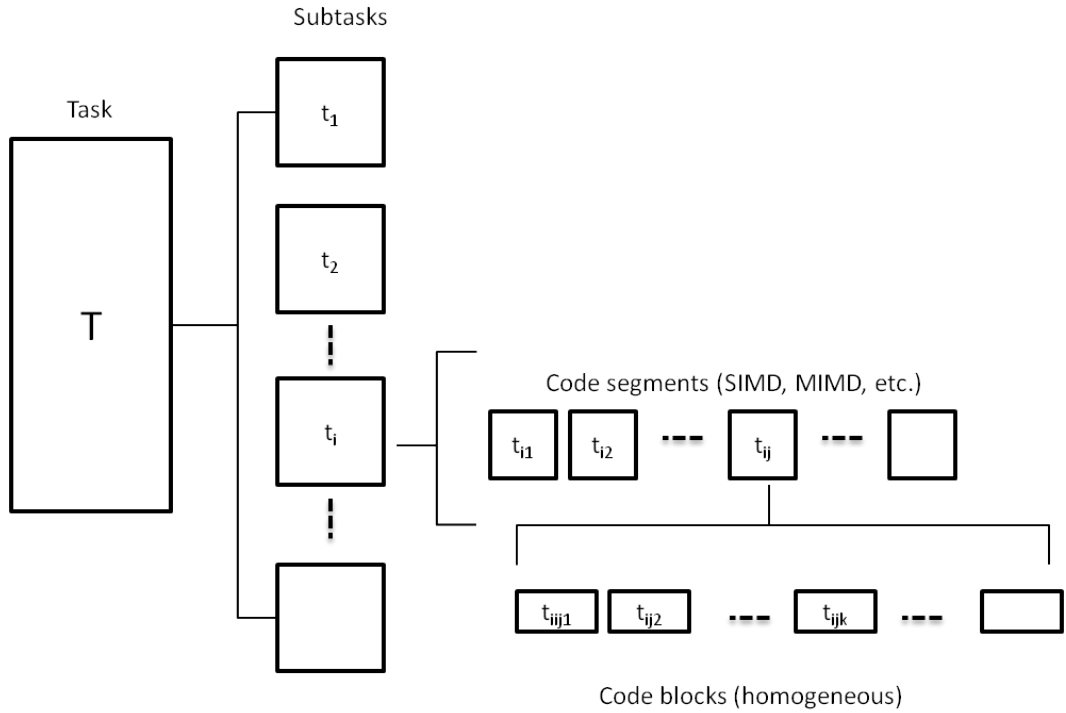 Subtasks
Task
t1
t2
T
ti
Code segments (SIMD, MIMD, etc.)
ti1 ti2 tij
tiij1 tij2 tijk
Code blocks (homogeneous)